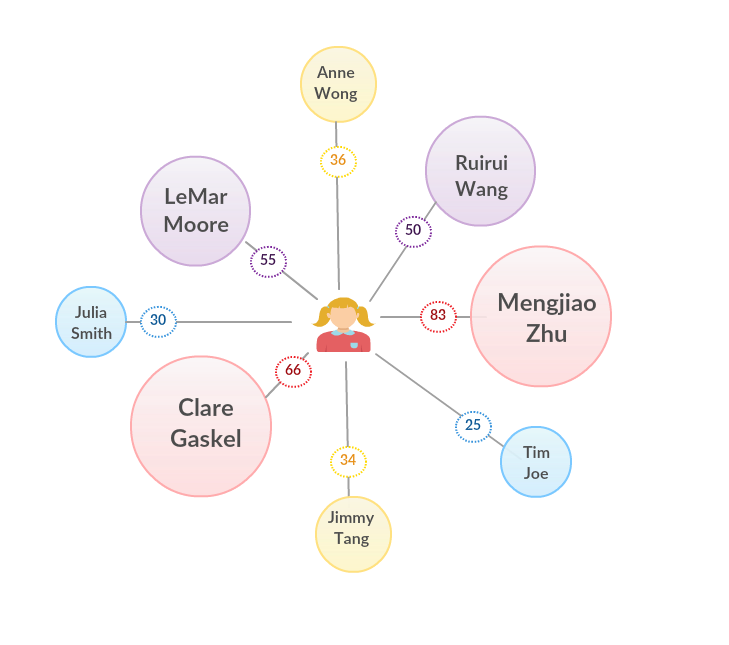 Anne
Wong
36
Ruirui
Wang
50
LeMar
Moore
55
Mengjiao
Zhu
83
Julia
Smith
30
Clare
Gaskel
66
Tim
Joe
25
34
Jimmy
Tang